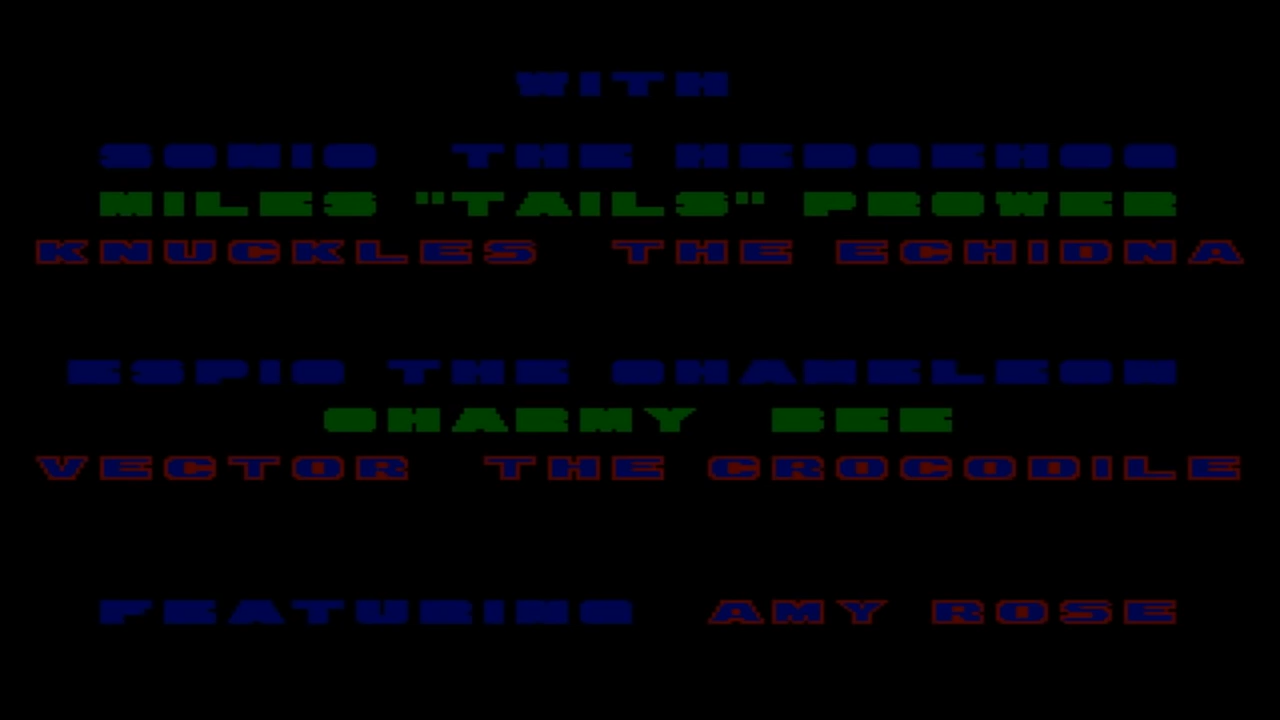 WITH
SONIC THE HEDGEHOG
MILES "TAILS" PROWER
KNUCKLES THE ECHIDNA
ESPIO THE CHAMELEON
CHARMY BEE
VECTOR THE CROCODILE
FEATURING AMY ROSE